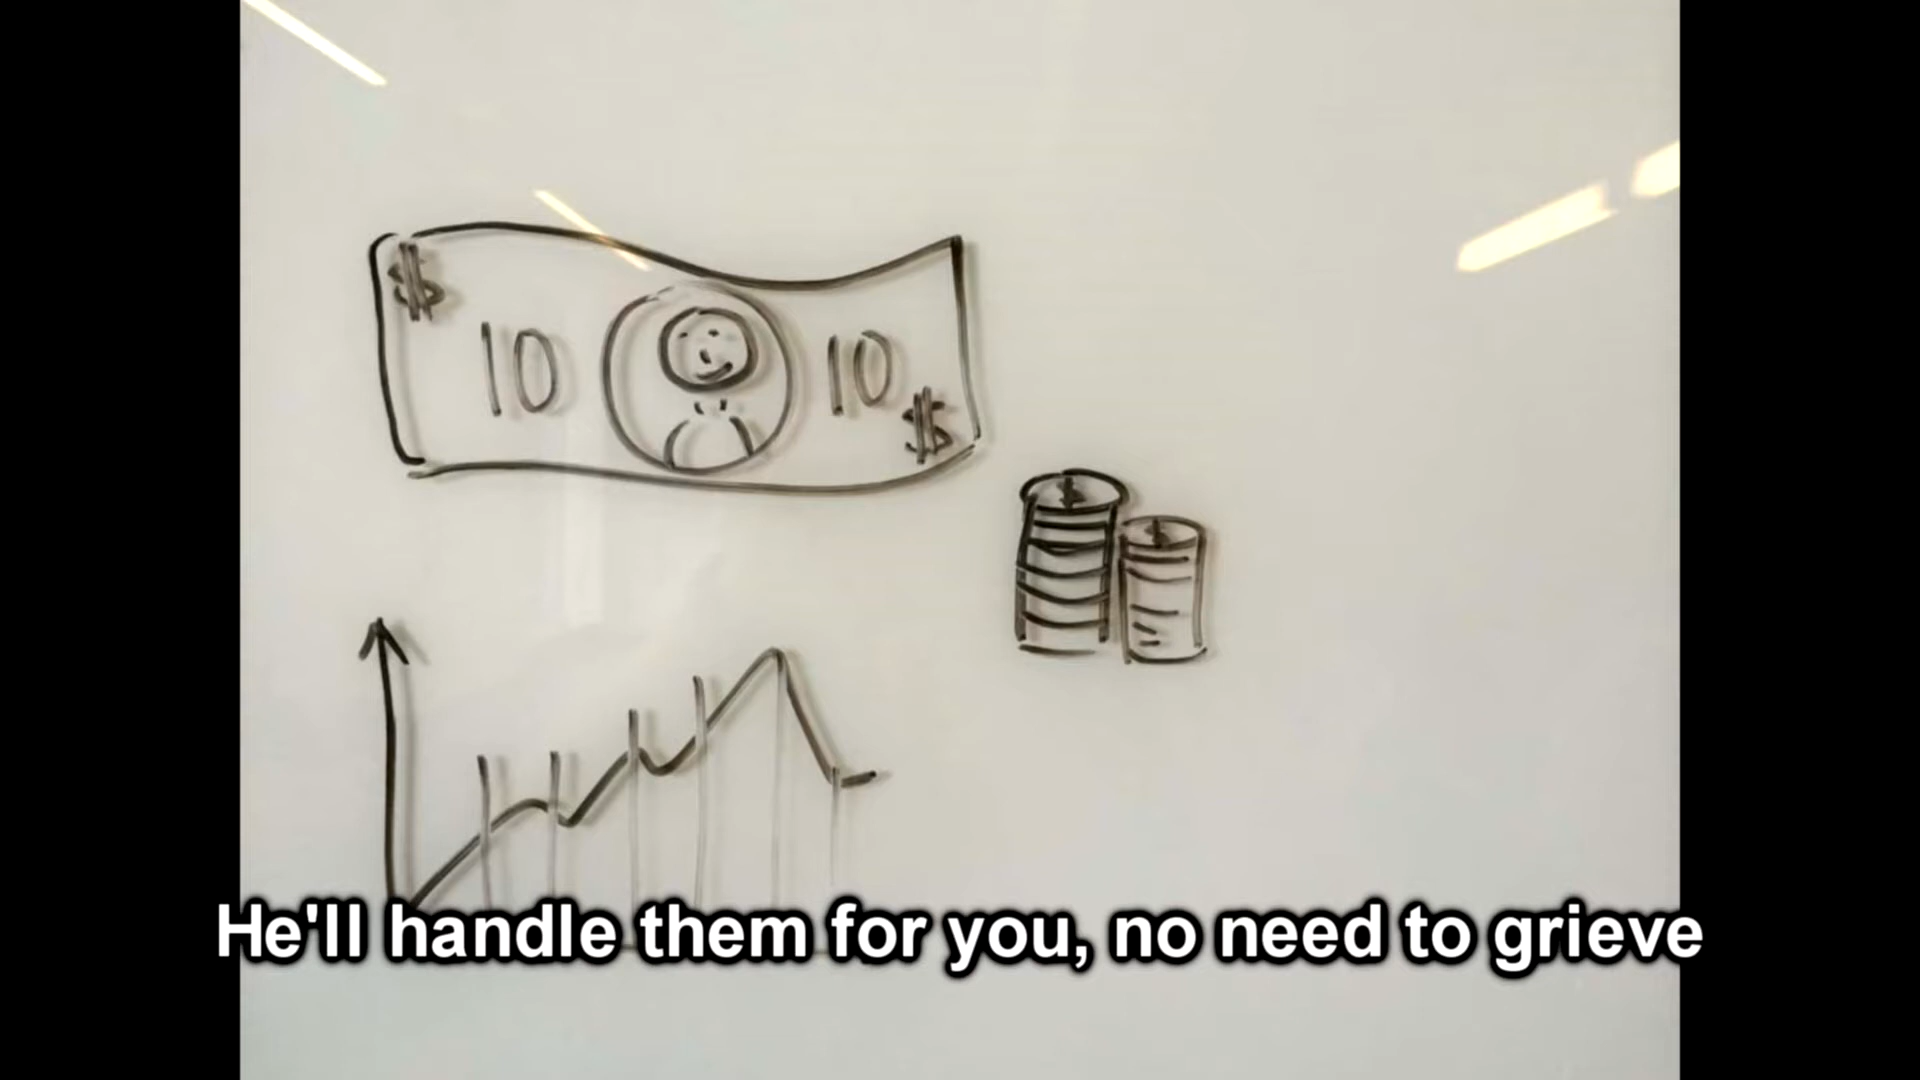 $
10 10
$
$ $
He'll handle them for you, no need to grieve